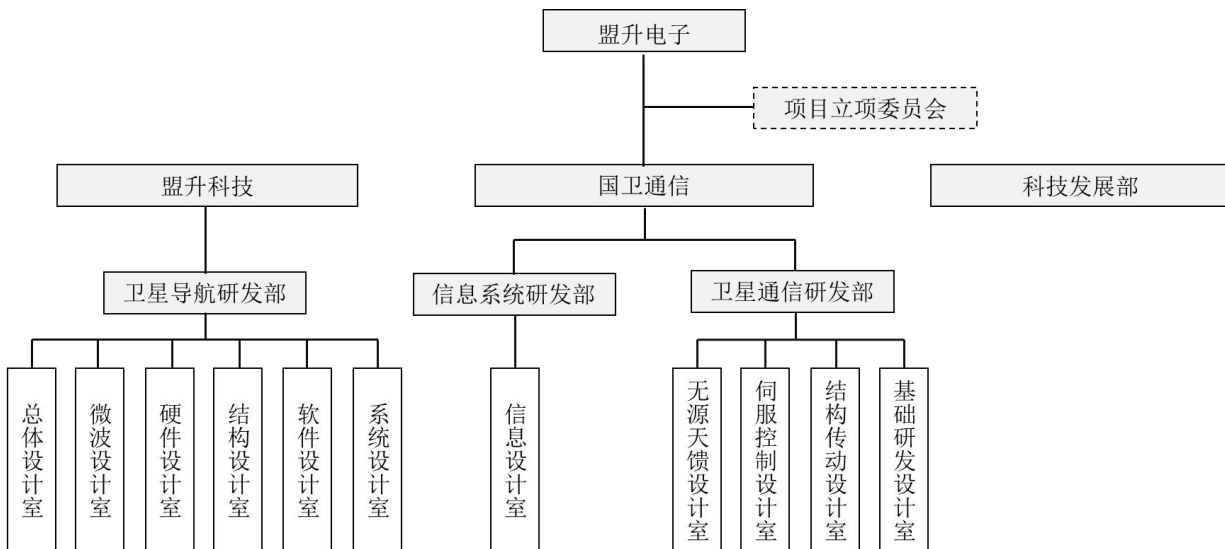 盟升电子
项目立项委员会
盟升科技
国卫通信
科技发展部
卫星导航研发部
信息系统研发部
卫星通信研发部
总体设计室
微波设计室
硬件设计室
结构设计室
软件设计室
系统设计室
信息设计室
无源天馈设计室
伺服控制设计室
结构传动设计室
基础研发设计室